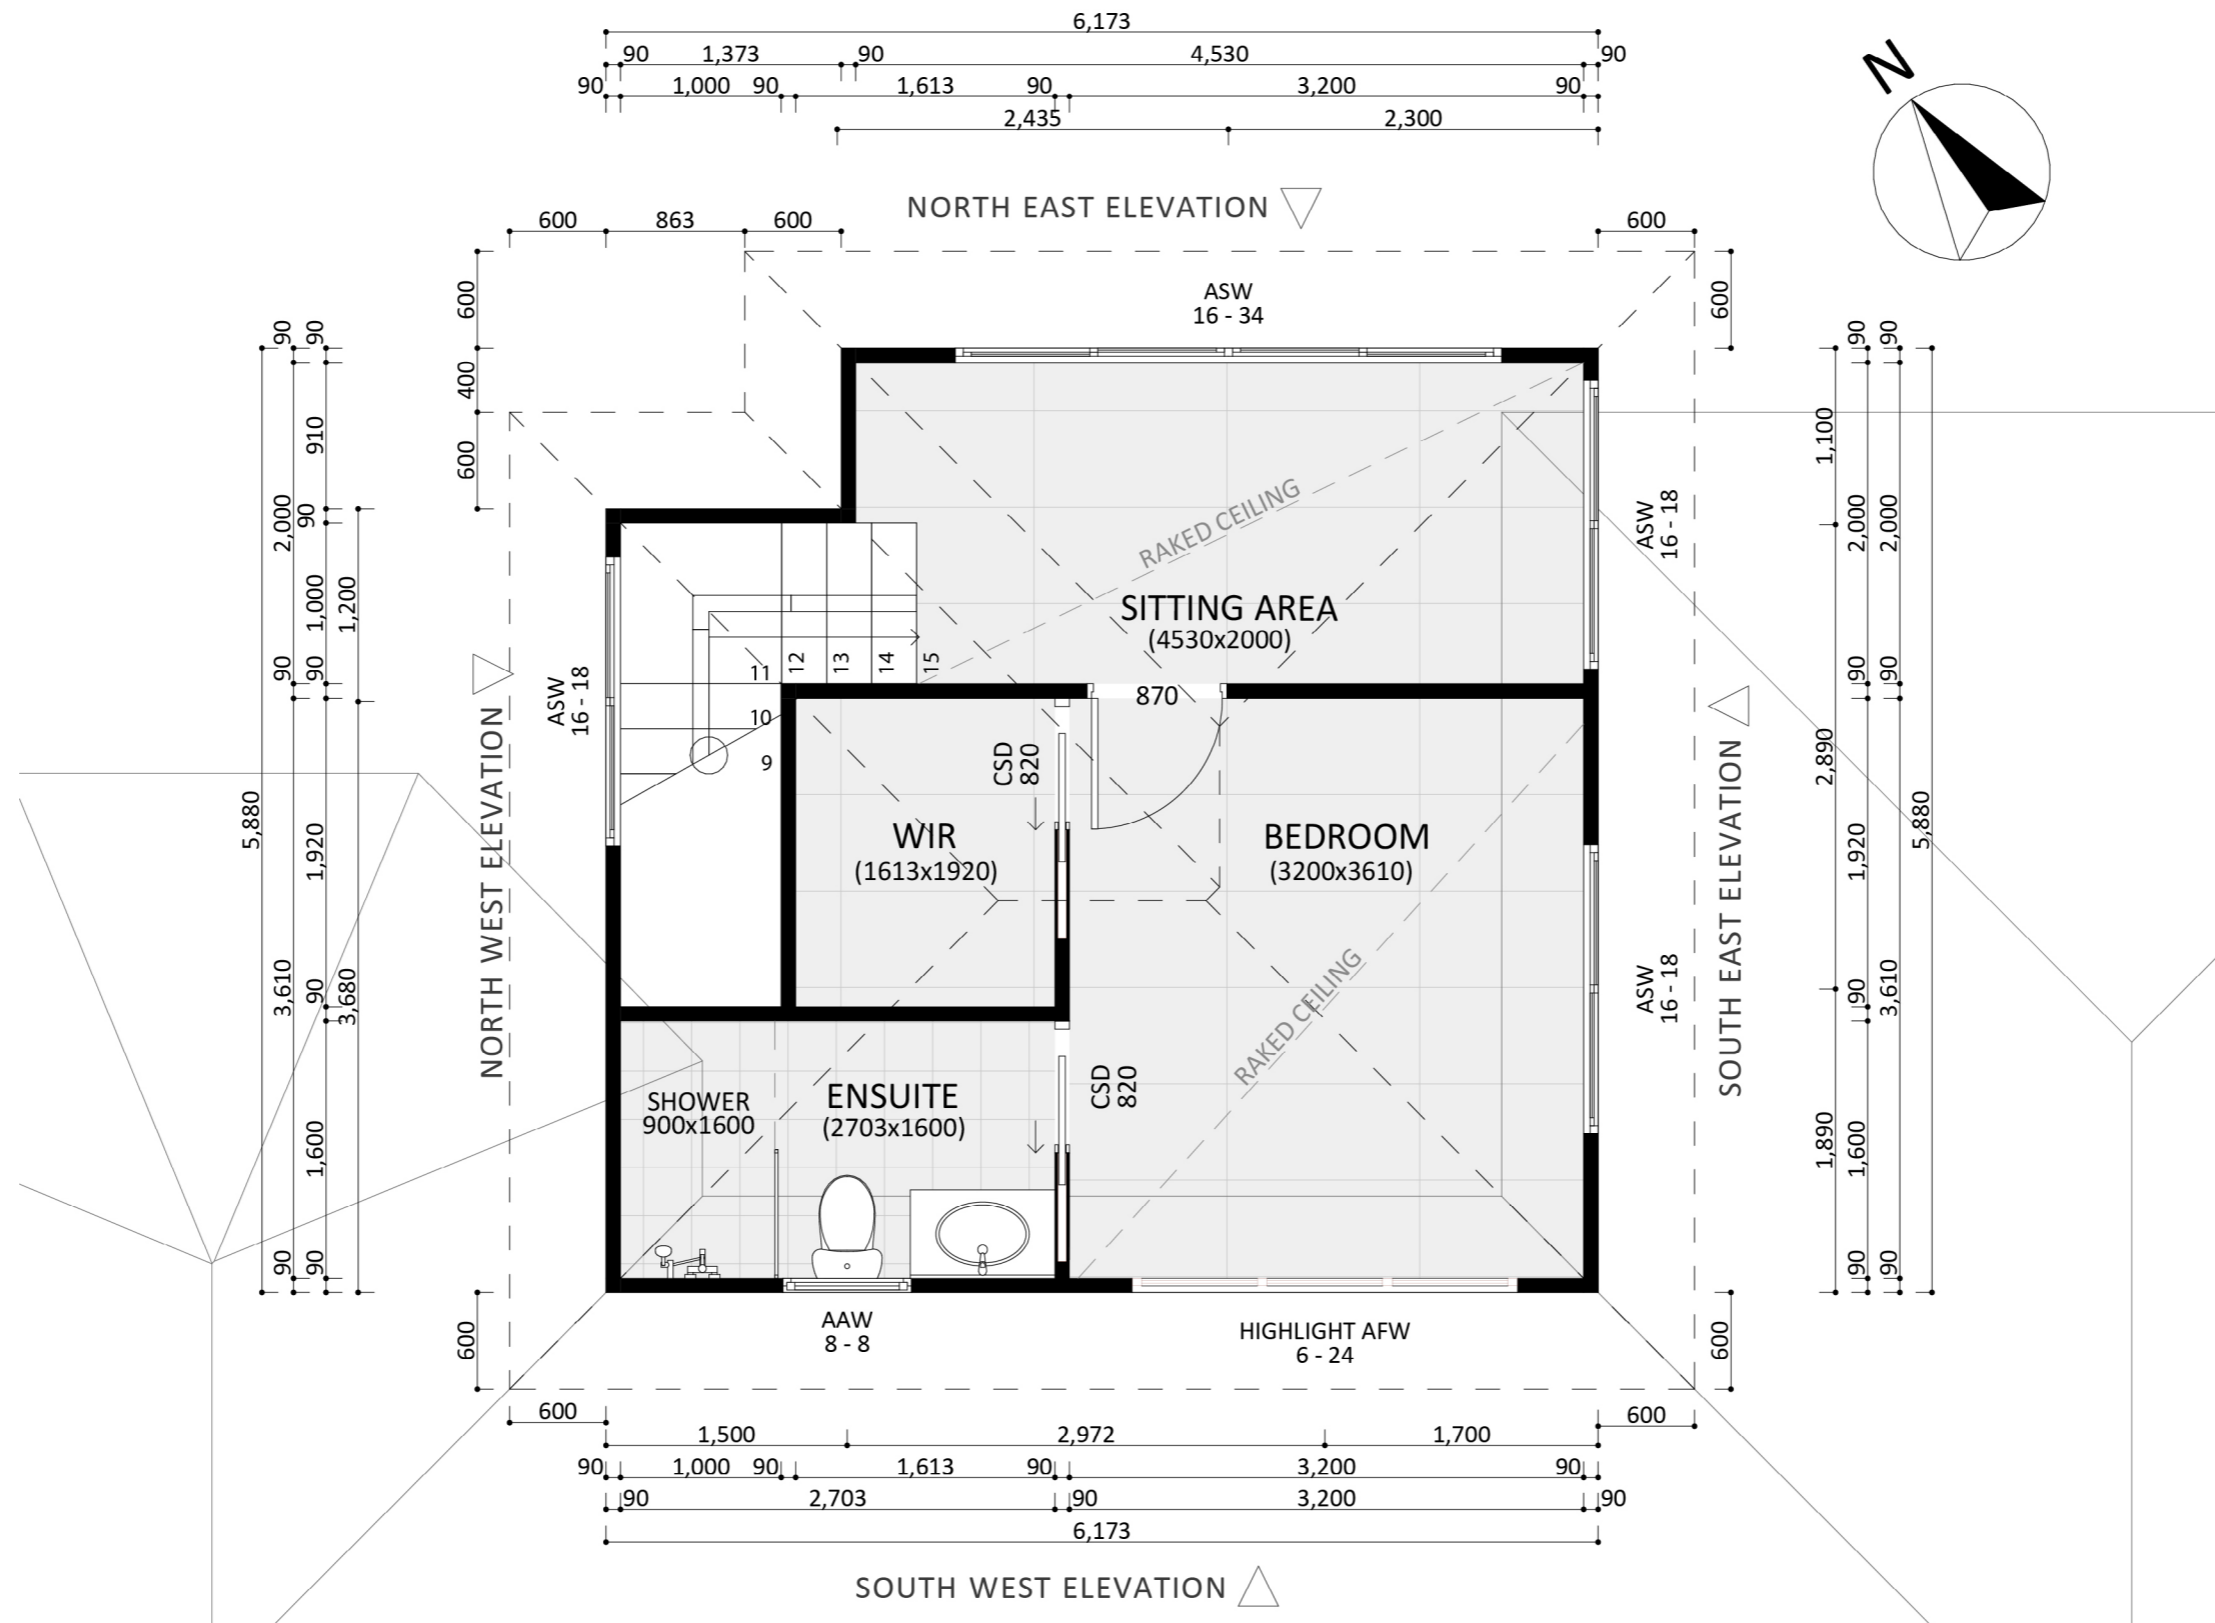 6,173
90 1,373 90 4,530 90
90 1,000 90 1,613 90 3,200 90
2,435 2,300
N
NORTH EAST ELEVATION
600 863 600 600
600
400
600
600
ASW
16 - 34
90 90
910
2,000 90
1,000 1,200
90 90
5,880
1,920
3,610 90 3,680
1,600
90 90
600
90 90
1,100
2,000 2,000
90 90
2,890
1,920 5,880
90 3,610
1,890 1,600
90 90
600
RAKED CEILING
ASW
16 - 18
SITTING AREA
(4530x2000)
11 12 13 14 15
10
9
870
ASW
16 - 18
NORTH WEST ELEVATION
CSD
820
WIR
(1613x1920)
BEDROOM
(3200x3610)
RAKED CEILING
ASW
16 - 18
SOUTH EAST ELEVATION
SHOWER
900x1600
ENSUITE
(2703x1600)
CSD
820
AAW
8 - 8
HIGHLIGHT AFW
6 - 24
600 600
1,500 2,972 1,700
90 1,000 90 1,613 90 3,200 90
90 2,703 90 3,200 90
6,173
SOUTH WEST ELEVATION